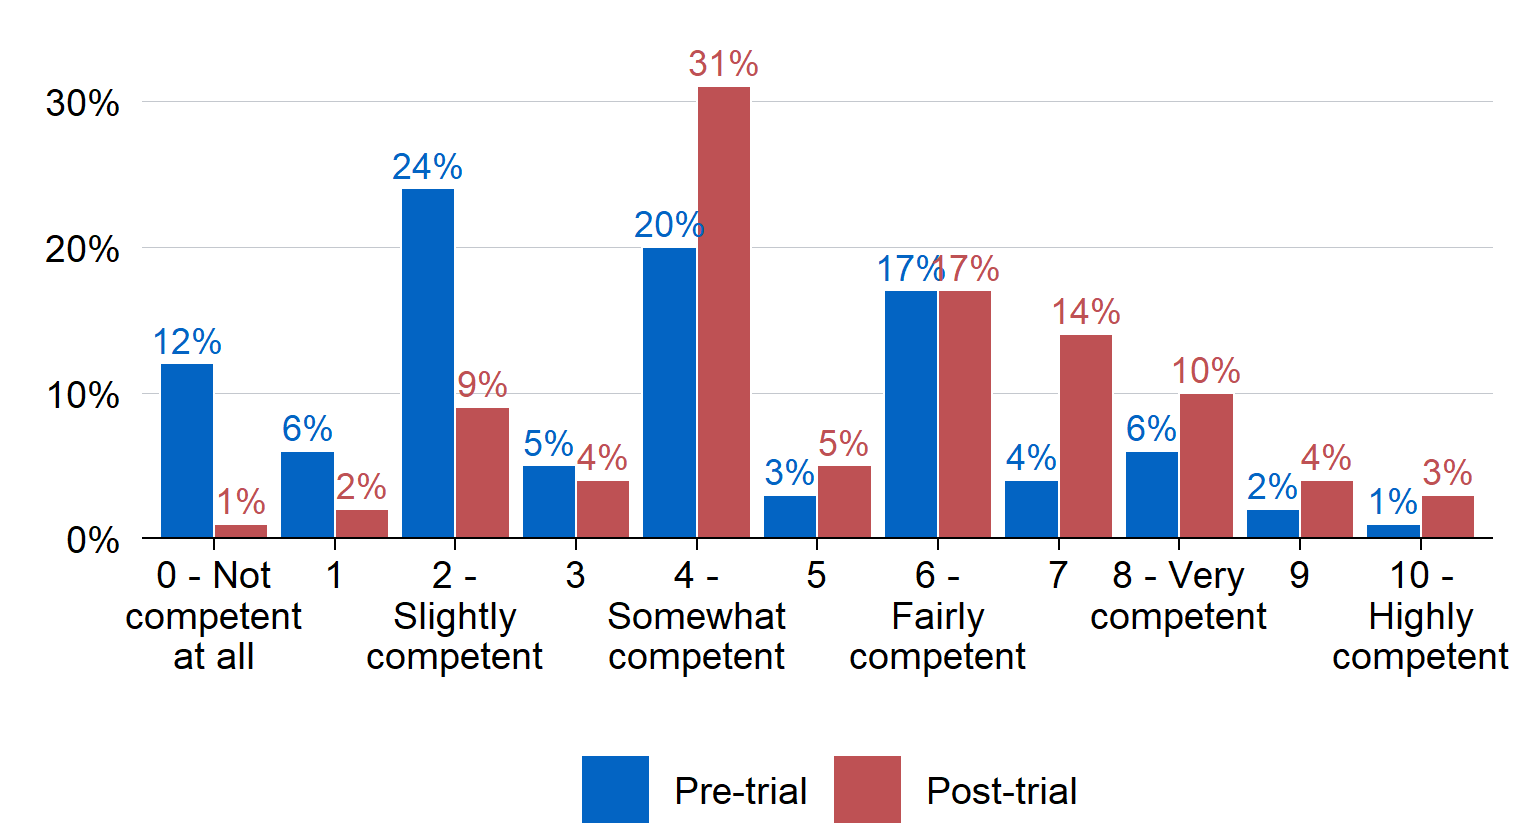 31%
30%
24%
20%
20%
17%
17%
14%
12%
10%
10%
9%
6%
6%
5%
5%
4%
4%
4%
3%
3%
2%
2%
1%
1%
0%
0 - Not
competent
at all
1
2 -
Slightly
competent
3
4 -
Somewhat
competent
5
6 -
Fairly
competent
7
8 - Very
competent
9
10 -
Highly
competent
Pre-trial
Post-trial